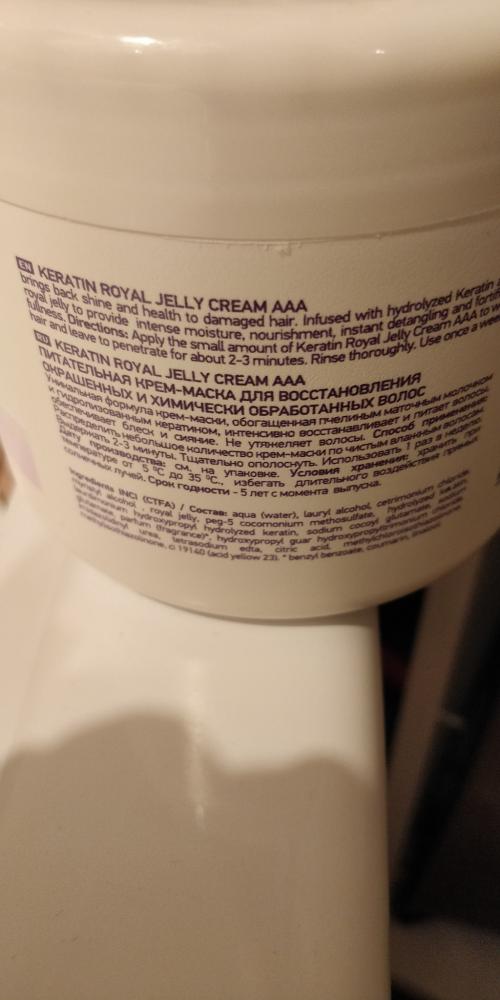 EN KERATIN ROYAL JELLY CREAM AAA
brings back shine and health to damaged hair. Infused with hydrolyzed Keratin
royal jelly to provide intense moisture, nourishment, instant detangling and
fullness. Directions: Apply the small amount of Keratin Royal Jelly Cream AAA to
hair and leave to penetrate for about 2-3 minutes. Rinse thoroughly. Use once a
RU KERATIN ROYAL JELLY CREAM AAA
ПИТАТЕЛЬНАЯ КРЕМ-МАСКА ДЛЯ ВОССТАНОВЛЕНИЯ
ОКРАШЕННЫХ И ХИМИЧЕСКИ ОБРАБОТАННЫХ ВОЛОС
Уникальная формула крем-маски, обогащенная пчелиным маточным молочком
и гидролизованным кератином, интенсивно восстанавливает и питает волосы,
обеспечивает блеск и сияние. Не утяжеляет волосы. Способ применения:
Распределить небольшое количество крем-маски по чистым влажным волосам.
Выдержать 2-3 минуты. Тщательно ополоснуть. Использовать 1 раз в неделю.
Дату производства: см. на упаковке. Условия хранения: хранить при
температуре от 5 °C до 35 °C., избегать длительного воздействия прямых
солнечных лучей. Срок годности - 5 лет с момента выпуска.
Ingredients INCI (CTFA) / Состав: aqua (water), lauryl alcohol, cetrimonium chloride,
alcohol, royal jelly, peg-5 cocomonium methosulfate, hydrolyzed keratin,
hydroxypropyl hydrolyzed keratin, sodium cocoyl glutamate, sodium
parfum (fragrance)*, hydroxypropyl guar hydroxypropyltrimonium chloride,
urea, tetrasodium edta, citric acid, methylchloroisothiazolinone,
ci 19140 (acid yellow 23). * benzyl benzoate, coumarin, linalool